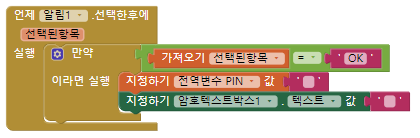 언제 알림1 .선택한후에
선택된항목
실행 만약 가져오기 선택된항목 = " OK "
이라면 실행 지정하기 전역변수 PIN 값 " "
지정하기 암호텍스트박스1 . 텍스트 값 " "